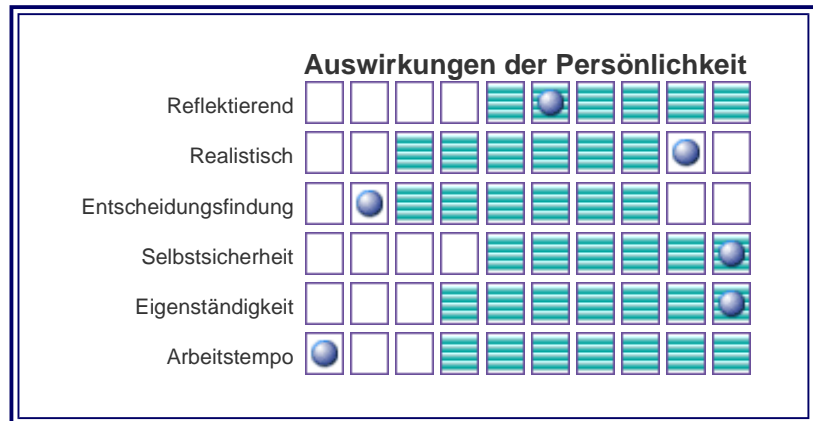 Auswirkungen der Persönlichkeit
Reflektierend
Realistisch
Entscheidungsfindung
Selbstsicherheit
Eigenständigkeit
Arbeitstempo